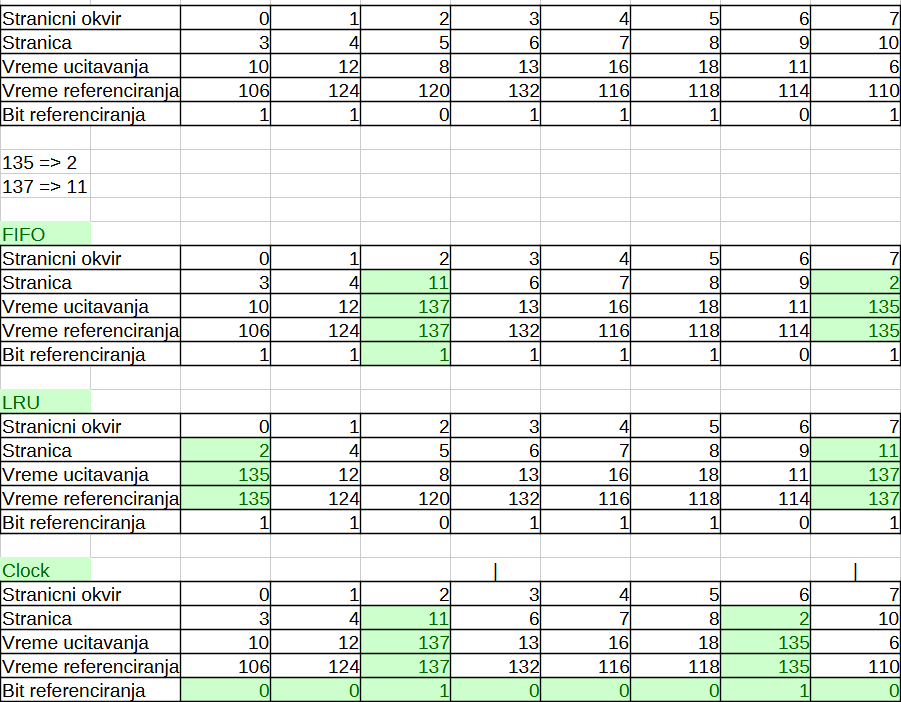 Stranicni okvir 0 1 2 3 4 5 6 7
Stranica 3 4 5 6 7 8 9 10
Vreme ucitavanja 10 12 8 13 16 18 11 6
Vreme referenciranja 106 124 120 132 116 118 114 110
Bit referenciranja 1 1 0 1 1 1 0 1
135 => 2
137 => 11
FIFO
Stranicni okvir 0 1 2 3 4 5 6 7
Stranica 3 4 11 6 7 8 9 2
Vreme ucitavanja 10 12 137 13 16 18 11 135
Vreme referenciranja 106 124 137 132 116 118 114 135
Bit referenciranja 1 1 1 1 1 1 0 1
LRU
Stranicni okvir 0 1 2 3 4 5 6 7
Stranica 2 4 5 6 7 8 9 11
Vreme ucitavanja 135 12 8 13 16 18 11 137
Vreme referenciranja 135 124 120 132 116 118 114 137
Bit referenciranja 1 1 0 1 1 1 0 1
Clock | |
Stranicni okvir 0 1 2 3 4 5 6 7
Stranica 3 4 11 6 7 8 2 10
Vreme ucitavanja 10 12 137 13 16 18 135 6
Vreme referenciranja 106 124 137 132 116 118 135 110
Bit referenciranja 0 0 1 0 0 0 1 0